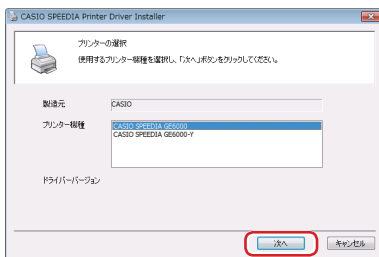 CASIO SPEEDIA Printer Driver Installer
プリンターの選択
使用するプリンター機種を選択し、「次へ」ボタンをクリックしてください。
製造元
CASIO
プリンター機種
CASIO SPEEDIA GE6000
CASIO SPEEDIA GE6000-Y
ドライバーバージョン
次へ
キャンセル